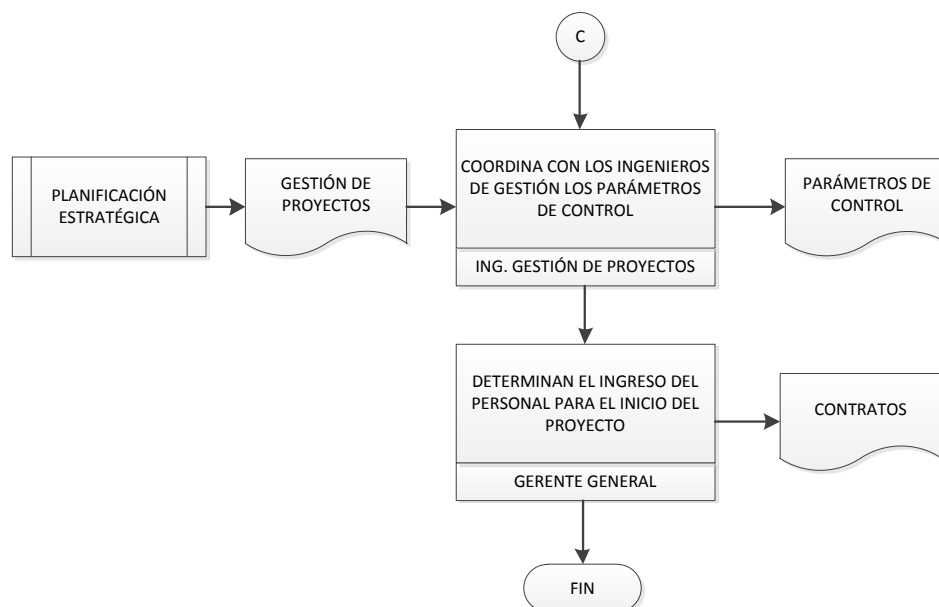 C
PLANIFICACIÓN
ESTRATÉGICA
GESTIÓN DE
PROYECTOS
COORDINA CON LOS INGENIEROS
DE GESTIÓN LOS PARÁMETROS
DE CONTROL
ING. GESTIÓN DE PROYECTOS
PARÁMETROS DE
CONTROL
DETERMINAN EL INGRESO DEL
PERSONAL PARA EL INICIO DEL
PROYECTO
GERENTE GENERAL
CONTRATOS
FIN